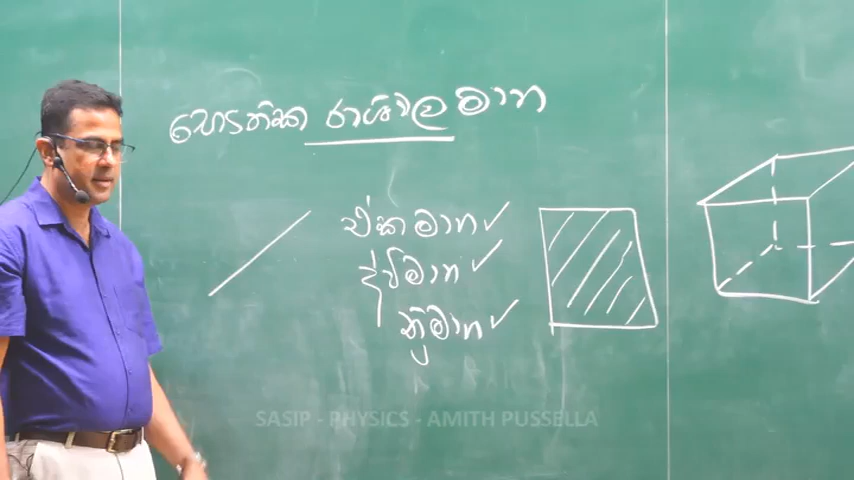 භෞතික රාශිවල මාන
ඒකමාන ✓
ද්විමාන ✓
ත්‍රිමාන ✓
SASIP - PHYSICS - AMITH PUSSELLA